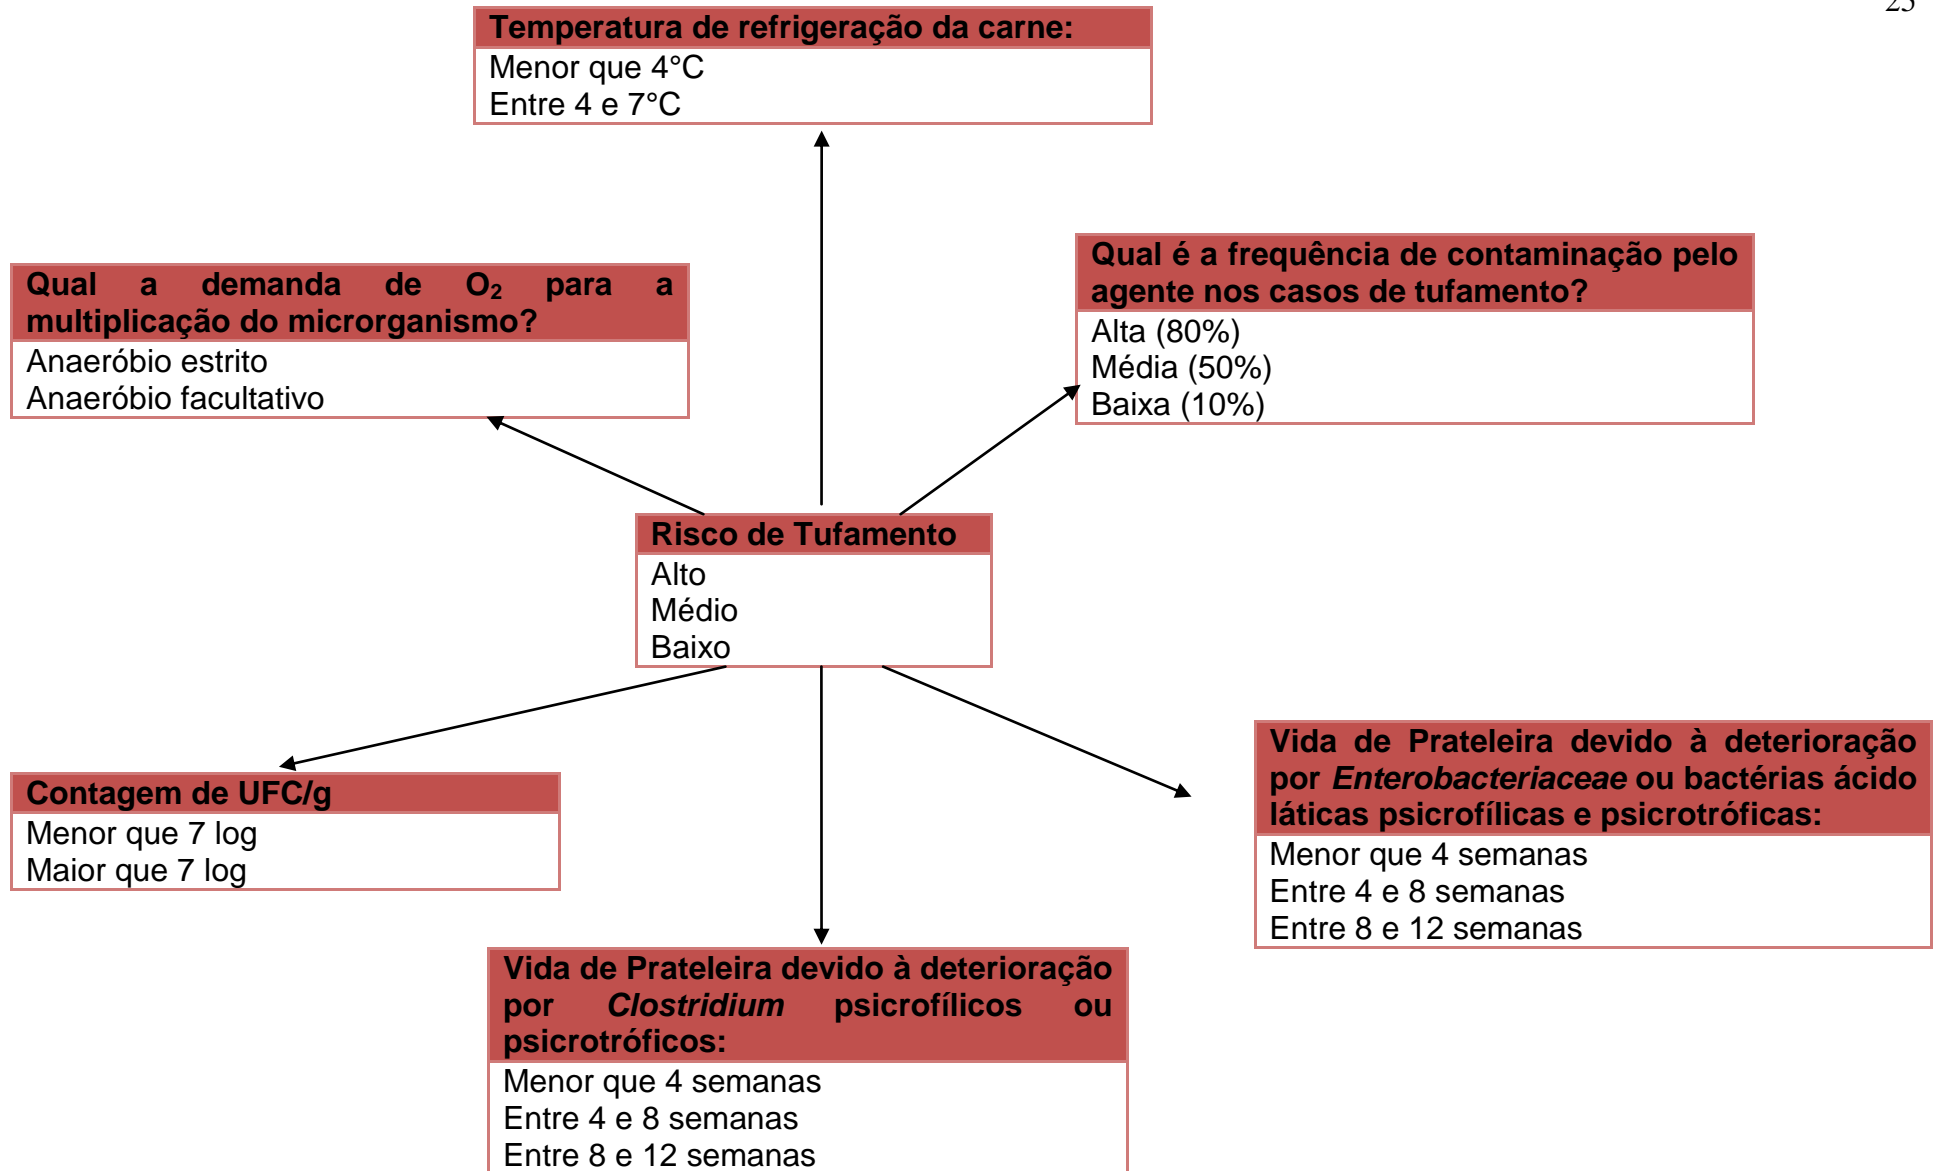 25
Temperatura de refrigeração da carne:
Menor que 4°C
Entre 4 e 7°C
Qual a demanda de O₂ para a
multiplicação do microrganismo?
Anaeróbio estrito
Anaeróbio facultativo
Qual é a frequência de contaminação pelo
agente nos casos de tufamento?
Alta (80%)
Média (50%)
Baixa (10%)
Risco de Tufamento
Alto
Médio
Baixo
Contagem de UFC/g
Menor que 7 log
Maior que 7 log
Vida de Prateleira devido à deterioração
por Enterobacteriaceae ou bactérias ácido
láticas psicrofílicas e psicrotróficas:
Menor que 4 semanas
Entre 4 e 8 semanas
Entre 8 e 12 semanas
Vida de Prateleira devido à deterioração
por Clostridium psicrofílicos ou
psicrotróficos:
Menor que 4 semanas
Entre 4 e 8 semanas
Entre 8 e 12 semanas